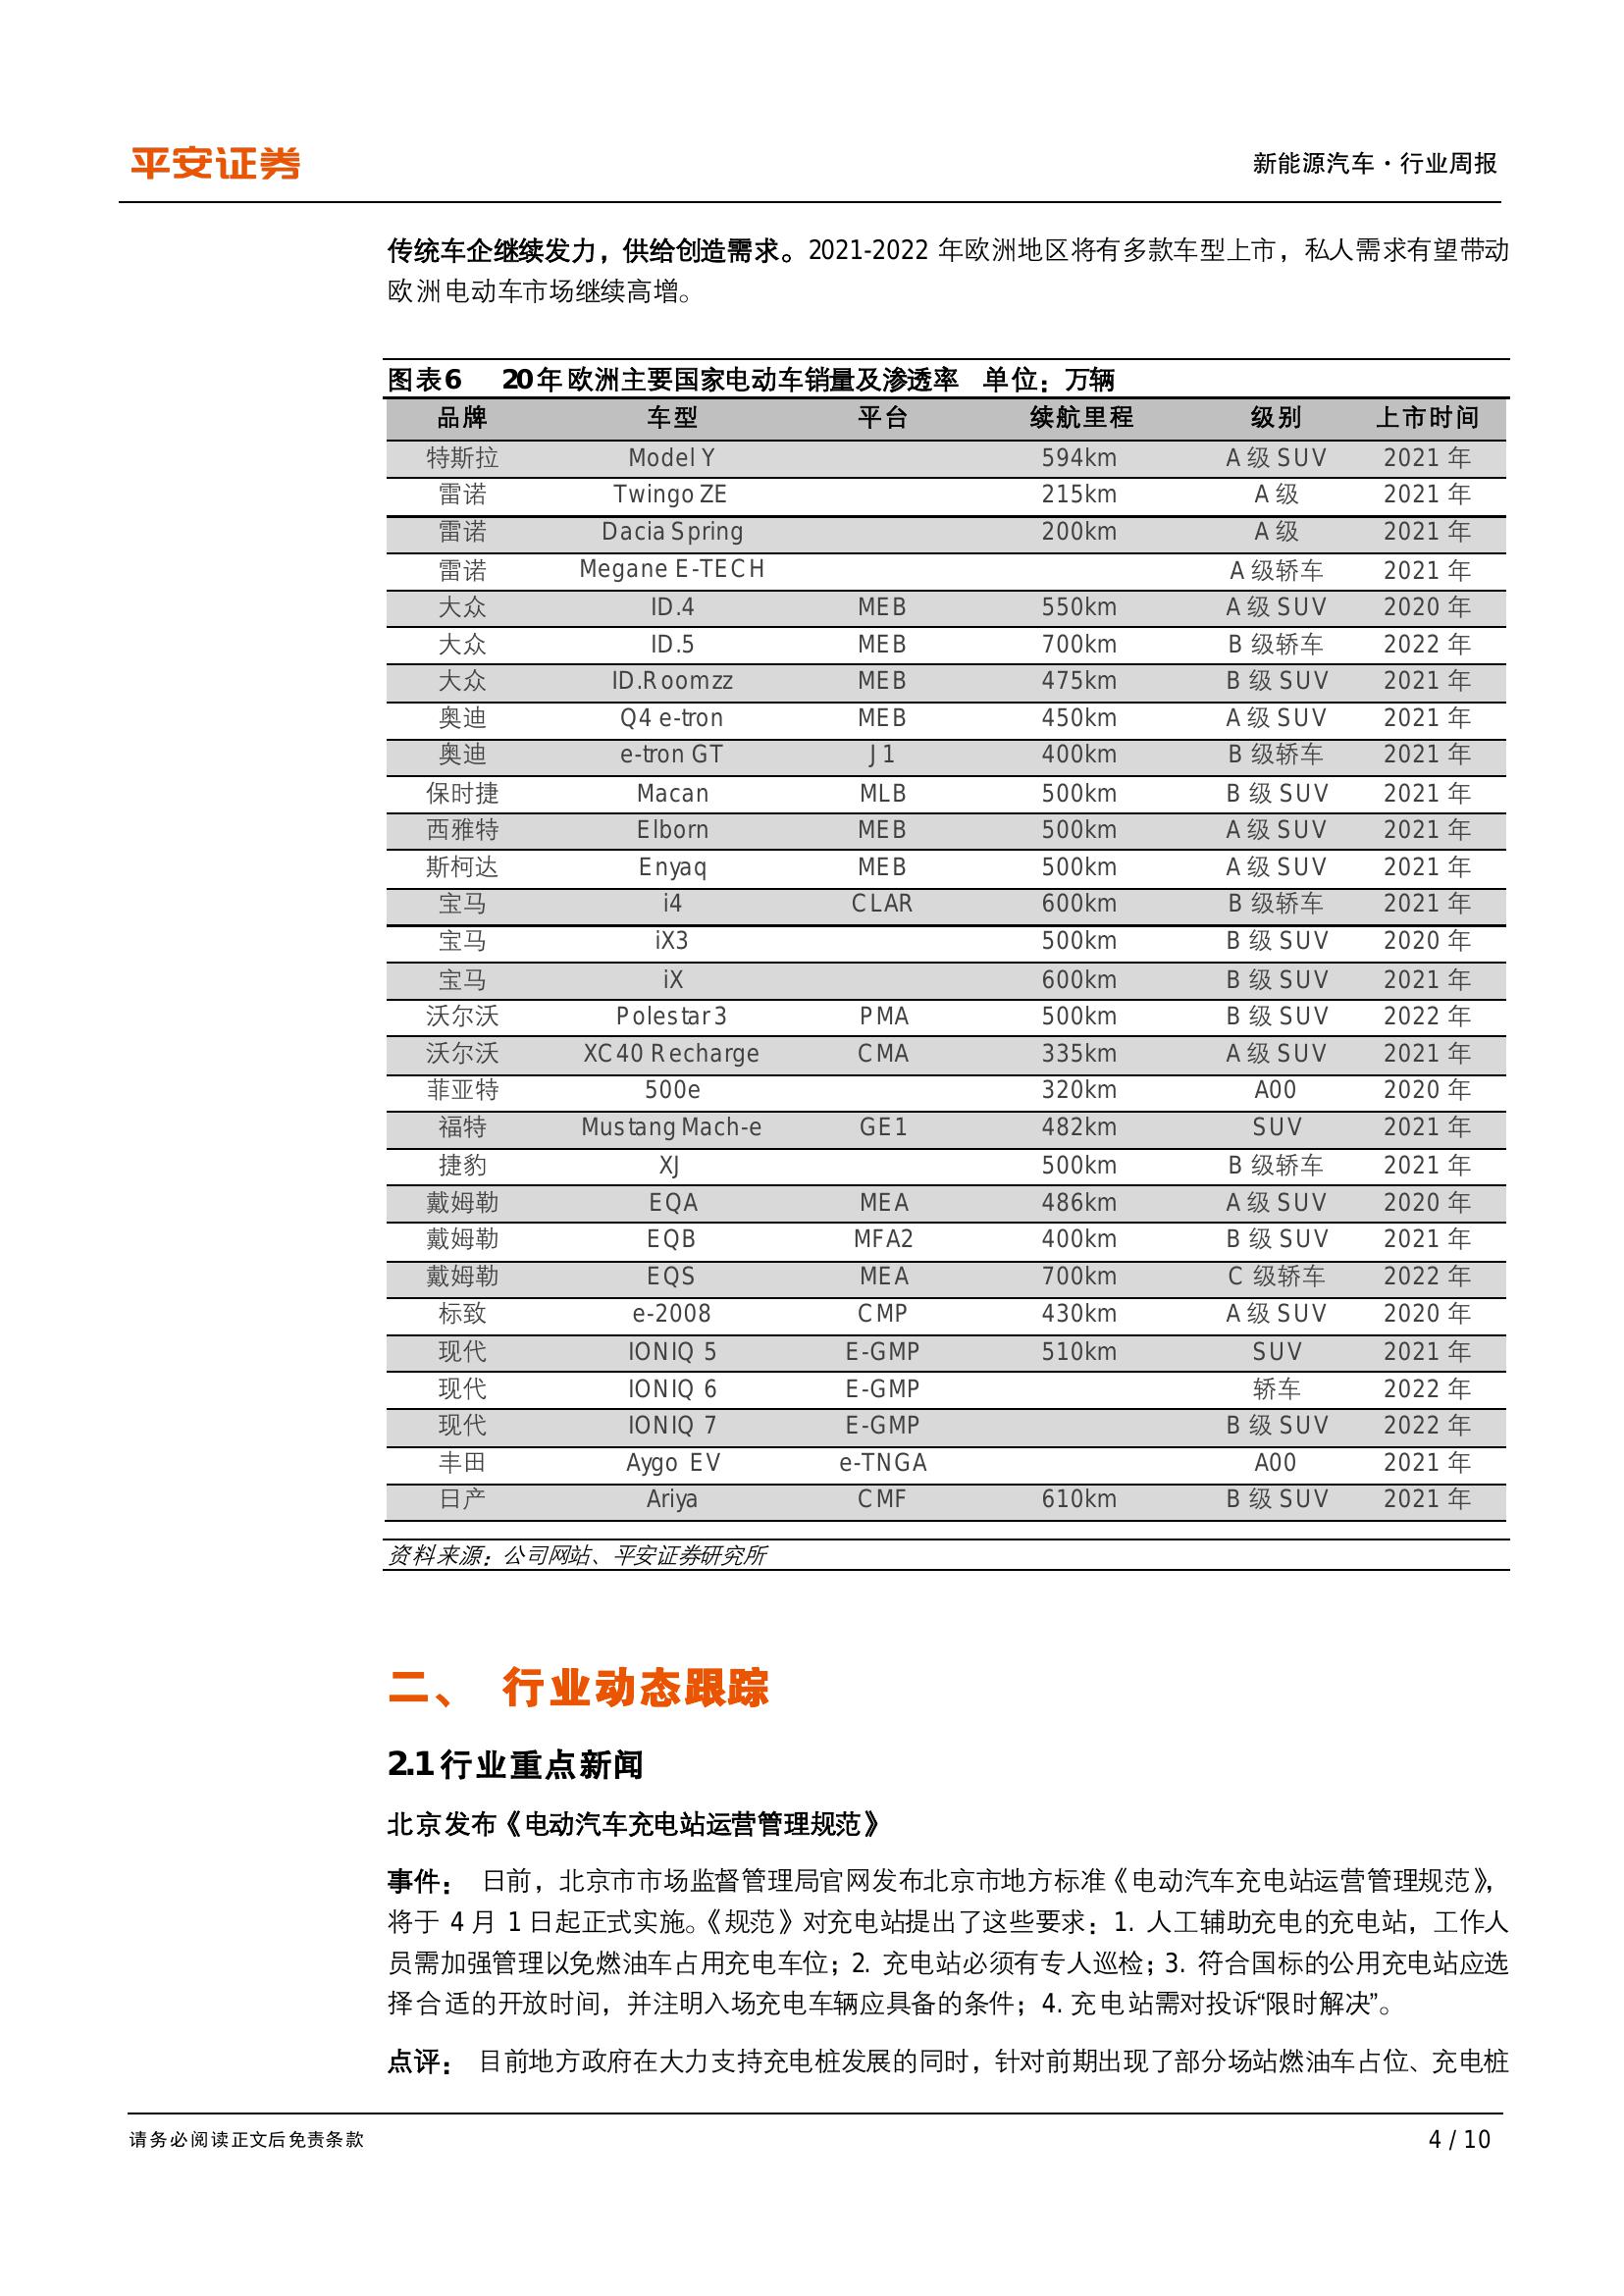 平安证券
新能源汽车·行业周报
传统车企继续发力，供给创造需求。2021-2022 年欧洲地区将有多款车型上市，私人需求有望带动
欧洲电动车市场继续高增。
图表6 20年欧洲主要国家电动车销量及渗透率 单位：万辆
品牌 车型 平台 续航里程 级别 上市时间
特斯拉 Model Y 594km A 级 SUV 2021 年
雷诺 Twingo ZE 215km A 级 2021 年
雷诺 Dacia Spring 200km A 级 2021 年
雷诺 Megane E-TECH A 级轿车 2021 年
大众 ID.4 MEB 550km A 级 SUV 2020 年
大众 ID.5 MEB 700km B 级轿车 2022 年
大众 ID.Roomzz MEB 475km B 级 SUV 2021 年
奥迪 Q4 e-tron MEB 450km A 级 SUV 2021 年
奥迪 e-tron GT J1 400km B 级轿车 2021 年
保时捷 Macan MLB 500km B 级 SUV 2021 年
西雅特 Elborn MEB 500km A 级 SUV 2021 年
斯柯达 Enyaq MEB 500km A 级 SUV 2021 年
宝马 i4 CLAR 600km B 级轿车 2021 年
宝马 iX3 500km B 级 SUV 2020 年
宝马 iX 600km B 级 SUV 2021 年
沃尔沃 Polestar 3 PMA 500km B 级 SUV 2022 年
沃尔沃 XC40 Recharge CMA 335km A 级 SUV 2021 年
菲亚特 500e 320km A00 2020 年
福特 Mustang Mach-e GE1 482km SUV 2021 年
捷豹 XJ 500km B 级轿车 2021 年
戴姆勒 EQA MEA 486km A 级 SUV 2020 年
戴姆勒 EQB MFA2 400km B 级 SUV 2021 年
戴姆勒 EQS MEA 700km C 级轿车 2022 年
标致 e-2008 CMP 430km A 级 SUV 2020 年
现代 IONIQ 5 E-GMP 510km SUV 2021 年
现代 IONIQ 6 E-GMP 轿车 2022 年
现代 IONIQ 7 E-GMP B 级 SUV 2022 年
丰田 Aygo EV e-TNGA A00 2021 年
日产 Ariya CMF 610km B 级 SUV 2021 年
资料来源：公司网站、平安证券研究所
二、 行业动态跟踪
2.1 行业重点新闻
北京发布《电动汽车充电站运营管理规范》
事件： 日前，北京市市场监督管理局官网发布北京市地方标准《电动汽车充电站运营管理规范》，
将于 4 月 1 日起正式实施。《规范》对充电站提出了这些要求：1. 人工辅助充电的充电站，工作人
员需加强管理以免燃油车占用充电车位；2. 充电站必须有专人巡检；3. 符合国标的公用充电站应选
择合适的开放时间，并注明入场充电车辆应具备的条件；4. 充电站需对投诉“限时解决”。
点评： 目前地方政府在大力支持充电桩发展的同时，针对前期出现了部分场站燃油车占位、充电桩
请务必阅读正文后免责条款
4 / 10